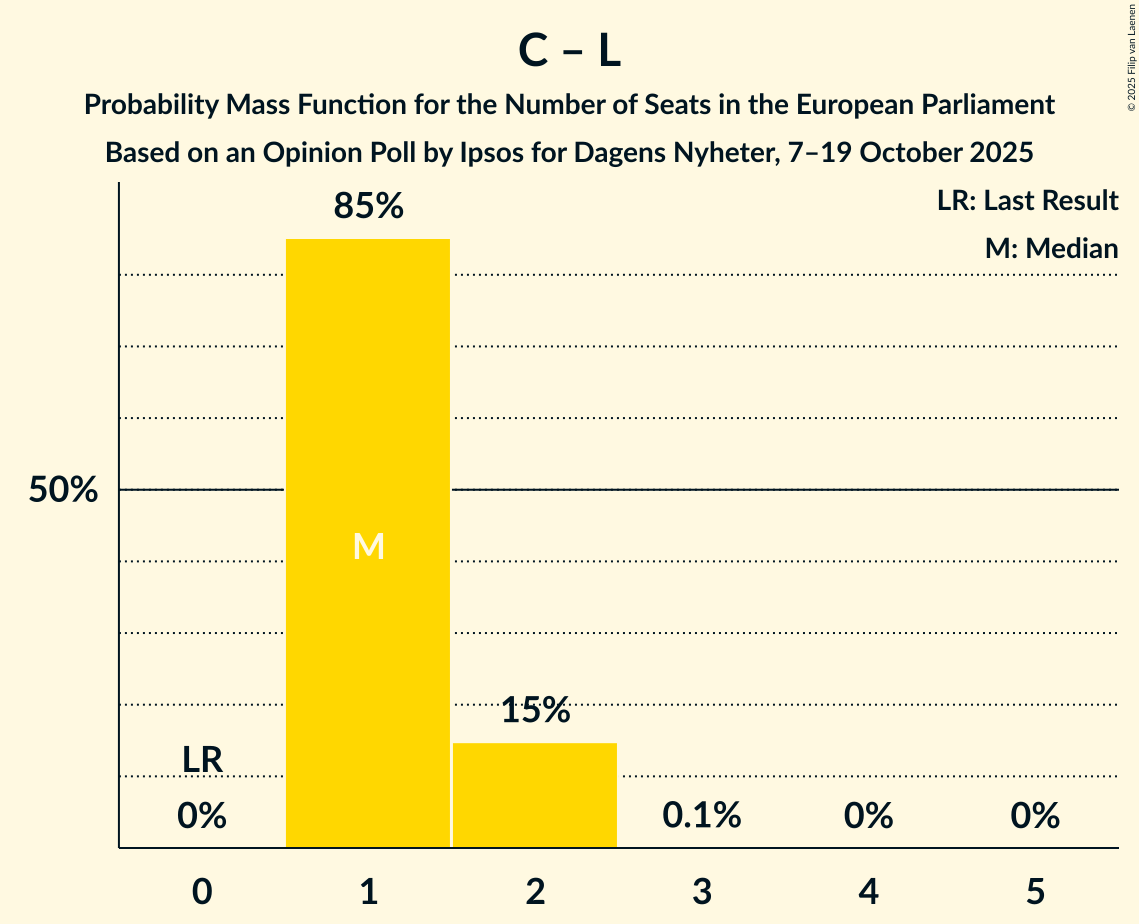 C – L
Probability Mass Function for the Number of Seats in the European Parliament
Based on an Opinion Poll by Ipsos for Dagens Nyheter, 7–19 October 2025
© 2025 Filip van Laenen
LR: Last Result
M: Median
85%
50%
M
15%
LR
0%
0.1%
0%
0%
0 1 2 3 4 5